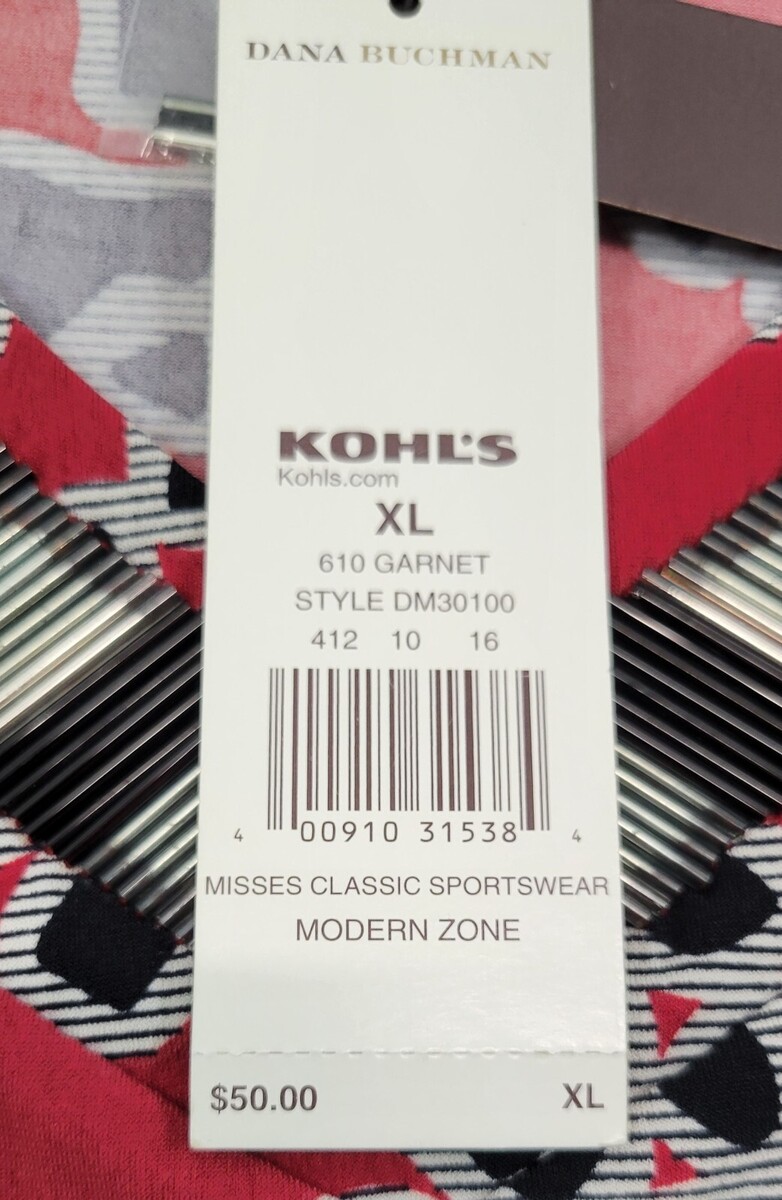 DANA BUCHMAN
KOHL'S
Kohls.com
XL
610 GARNET
STYLE DM30100
412 10 16
4 00910 31538 4
MISSES CLASSIC SPORTSWEAR
MODERN ZONE
$50.00 XL